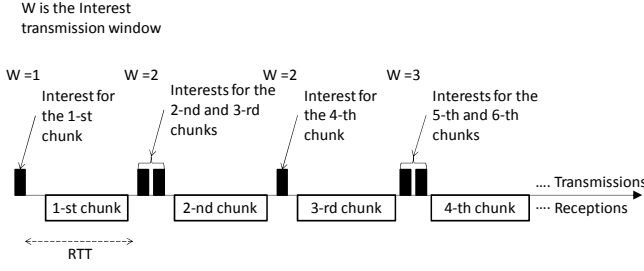 W is the Interest
transmission window
W =1
W =2
W =2
W =3
Interest for
the 1-st
chunk
Interests for the
2-nd and 3-rd
chunks
Interest for
the 4-th
chunk
Interests for the
5-th and 6-th
chunks
.... Transmissions
1-st chunk
2-nd chunk
3-rd chunk
4-th chunk
.... Receptions
RTT